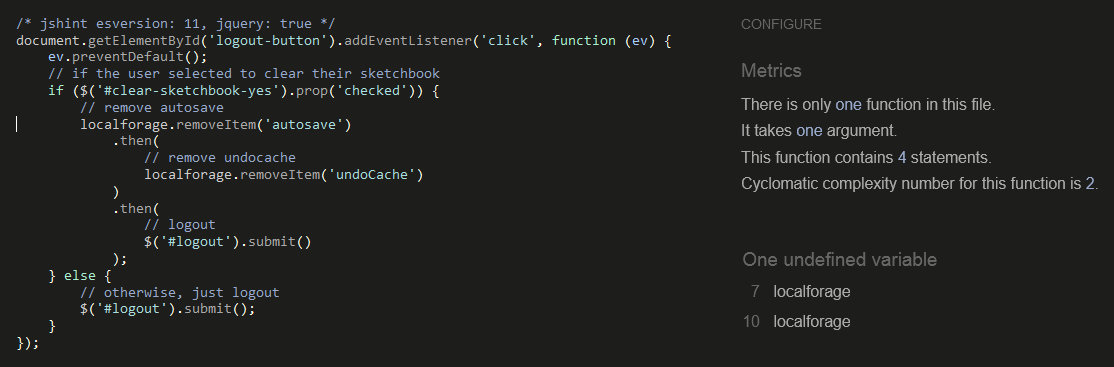 /* jshint esversion: 11, jquery: true */
document.getElementById('logout-button').addEventListener('click', function (ev) {
    ev.preventDefault();
    // if the user selected to clear their sketchbook
    if ($('#clear-sketchbook-yes').prop('checked')) {
        // remove autosave
        localforage.removeItem('autosave')
            .then(
                // remove undocache
                localforage.removeItem('undoCache')
            )
            .then(
                // logout
                $('#logout').submit()
            );
    } else {
        // otherwise, just logout
        $('#logout').submit();
    }
});
CONFIGURE
Metrics
There is only one function in this file.
It takes one argument.
This function contains 4 statements.
Cyclomatic complexity number for this function is 2.
One undefined variable
7 localforage
10 localforage